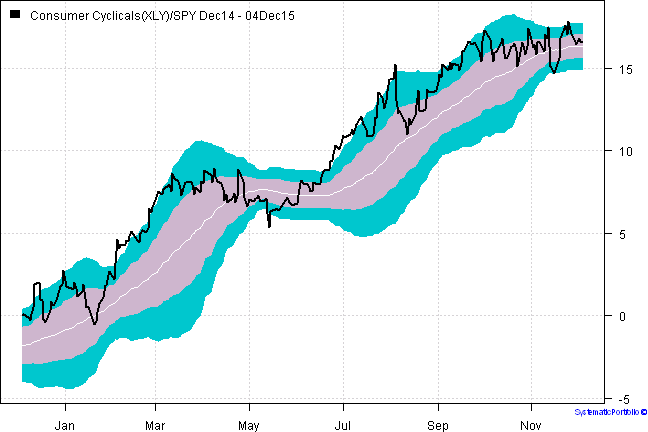 Consumer Cyclicals(XLY)/SPY Dec14 - 04Dec15
15
10
5
0
-5
Jan Mar May Jul Sep Nov
SystematicPortfolio ©